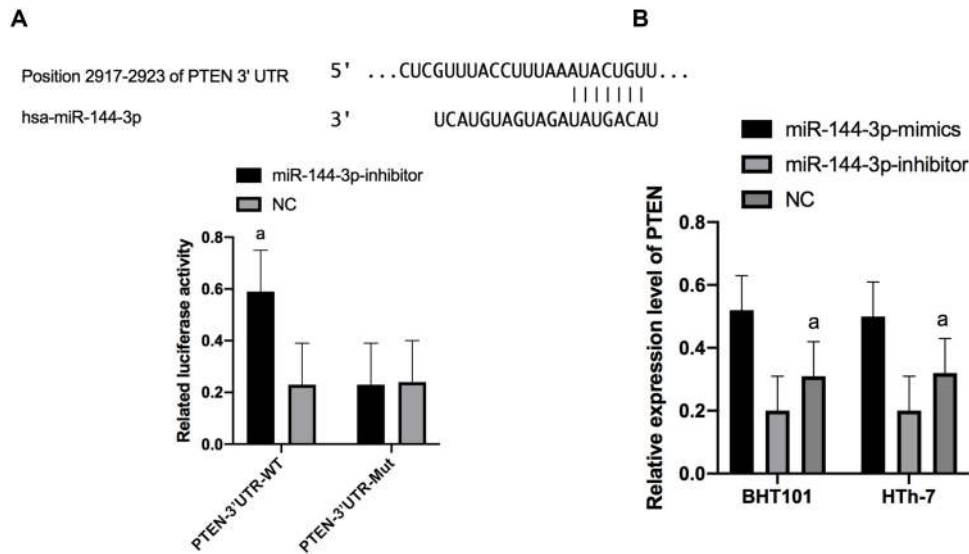 A
Position 2917-2923 of PTEN 3' UTR 5' ...CUCGUUUACCUUUAAAUACUGUU...
hsa-miR-144-3p 3' UCAUGUAGUAGAUAUGACAU
miR-144-3p-inhibitor
NC
Related luciferase activity
0.8
0.6
0.4
0.2
0.0
a
PTEN-3'UTR-WT
PTEN-3'UTR-Mut
B
miR-144-3p-mimics
miR-144-3p-inhibitor
NC
Relative expression level of PTEN
0.8
0.6
0.4
0.2
0.0
a
a
BHT101
HTh-7